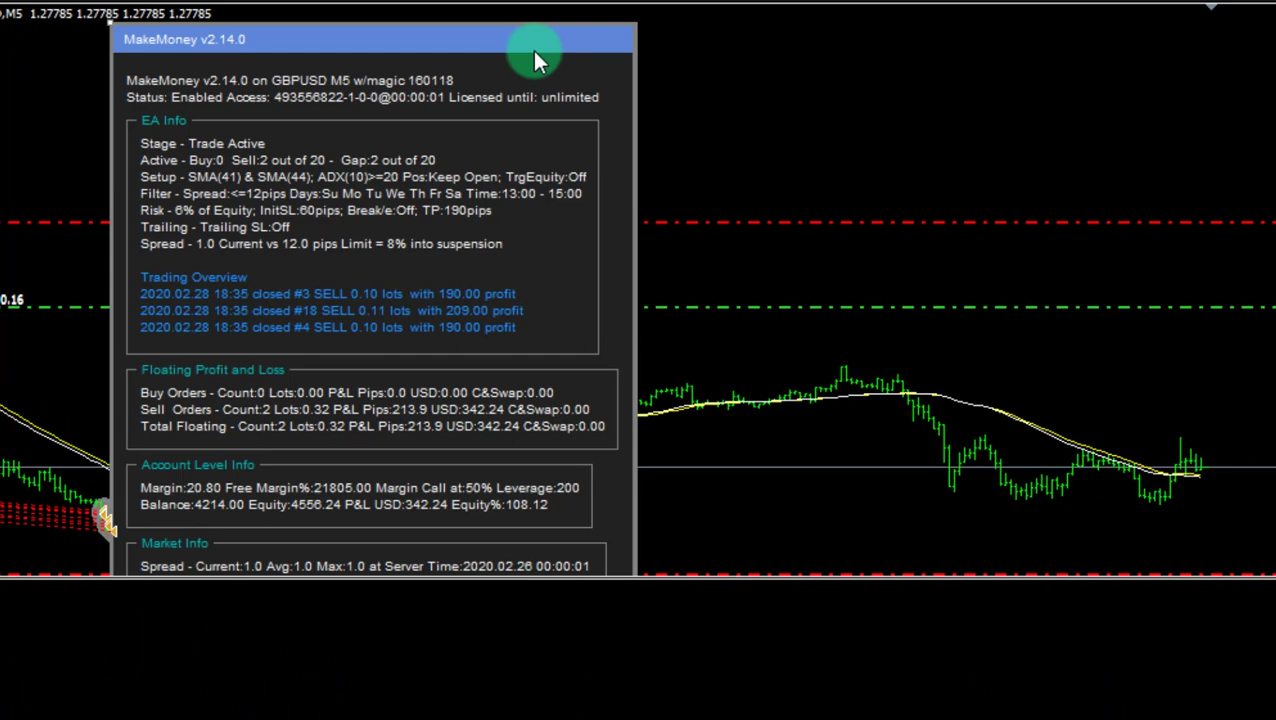 ,M5 1.27785 1.27785 1.27785 1.27785
MakeMoney v2.14.0
MakeMoney v2.14.0 on GBPUSD M5 w/magic 160118
Status: Enabled Access: 493556822-1-0-0@00:00:01 Licensed until: unlimited
EA Info
Stage - Trade Active
Active - Buy:0 Sell:2 out of 20 - Gap:2 out of 20
Setup - SMA(41) & SMA(44); ADX(10)>=20 Pos:Keep Open; TrgEquity:Off
Filter - Spread:<=12pips Days:Su Mo Tu We Th Fr Sa Time:13:00 - 15:00
Risk - 6% of Equity; InitSL:60pips; Break/e:Off; TP:190pips
Trailing - Trailing SL:Off
Spread - 1.0 Current vs 12.0 pips Limit = 8% into suspension
Trading Overview
2020.02.28 18:35 closed #3 SELL 0.10 lots with 190.00 profit
0.16
2020.02.28 18:35 closed #18 SELL 0.11 lots with 209.00 profit
2020.02.28 18:35 closed #4 SELL 0.10 lots with 190.00 profit
Floating Profit and Loss
Buy Orders - Count:0 Lots:0.00 P&L Pips:0.0 USD:0.00 C&Swap:0.00
Sell Orders - Count:2 Lots:0.32 P&L Pips:213.9 USD:342.24 C&Swap:0.00
Total Floating - Count:2 Lots:0.32 P&L Pips:213.9 USD:342.24 C&Swap:0.00
Account Level Info
Margin:20.80 Free Margin%:21805.00 Margin Call at:50% Leverage:200
Balance:4214.00 Equity:4556.24 P&L USD:342.24 Equity%:108.12
Market Info
Spread - Current:1.0 Avg:1.0 Max:1.0 at Server Time:2020.02.26 00:00:01